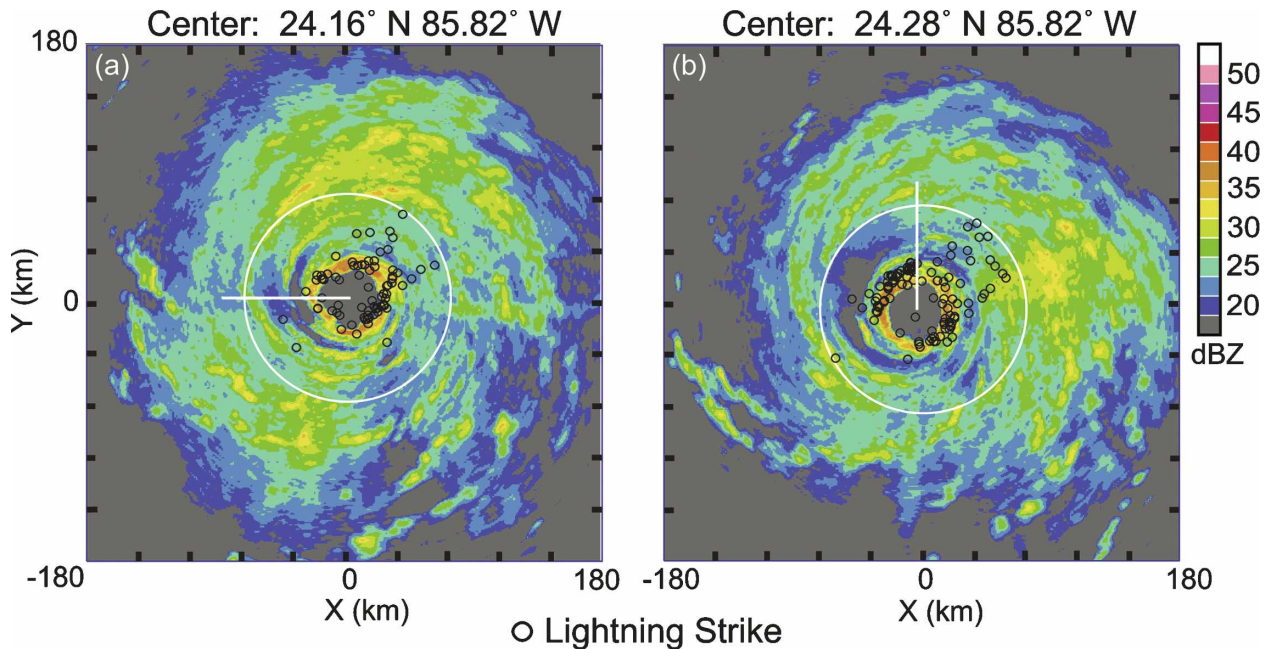 Center: 24.16° N 85.82° W
Center: 24.28° N 85.82° W
180
(a)
(b)
50
45
40
35
30
25
20
dBZ
Y (km)
0
-180
0
180
-180
0
180
X (km)
X (km)
Lightning Strike